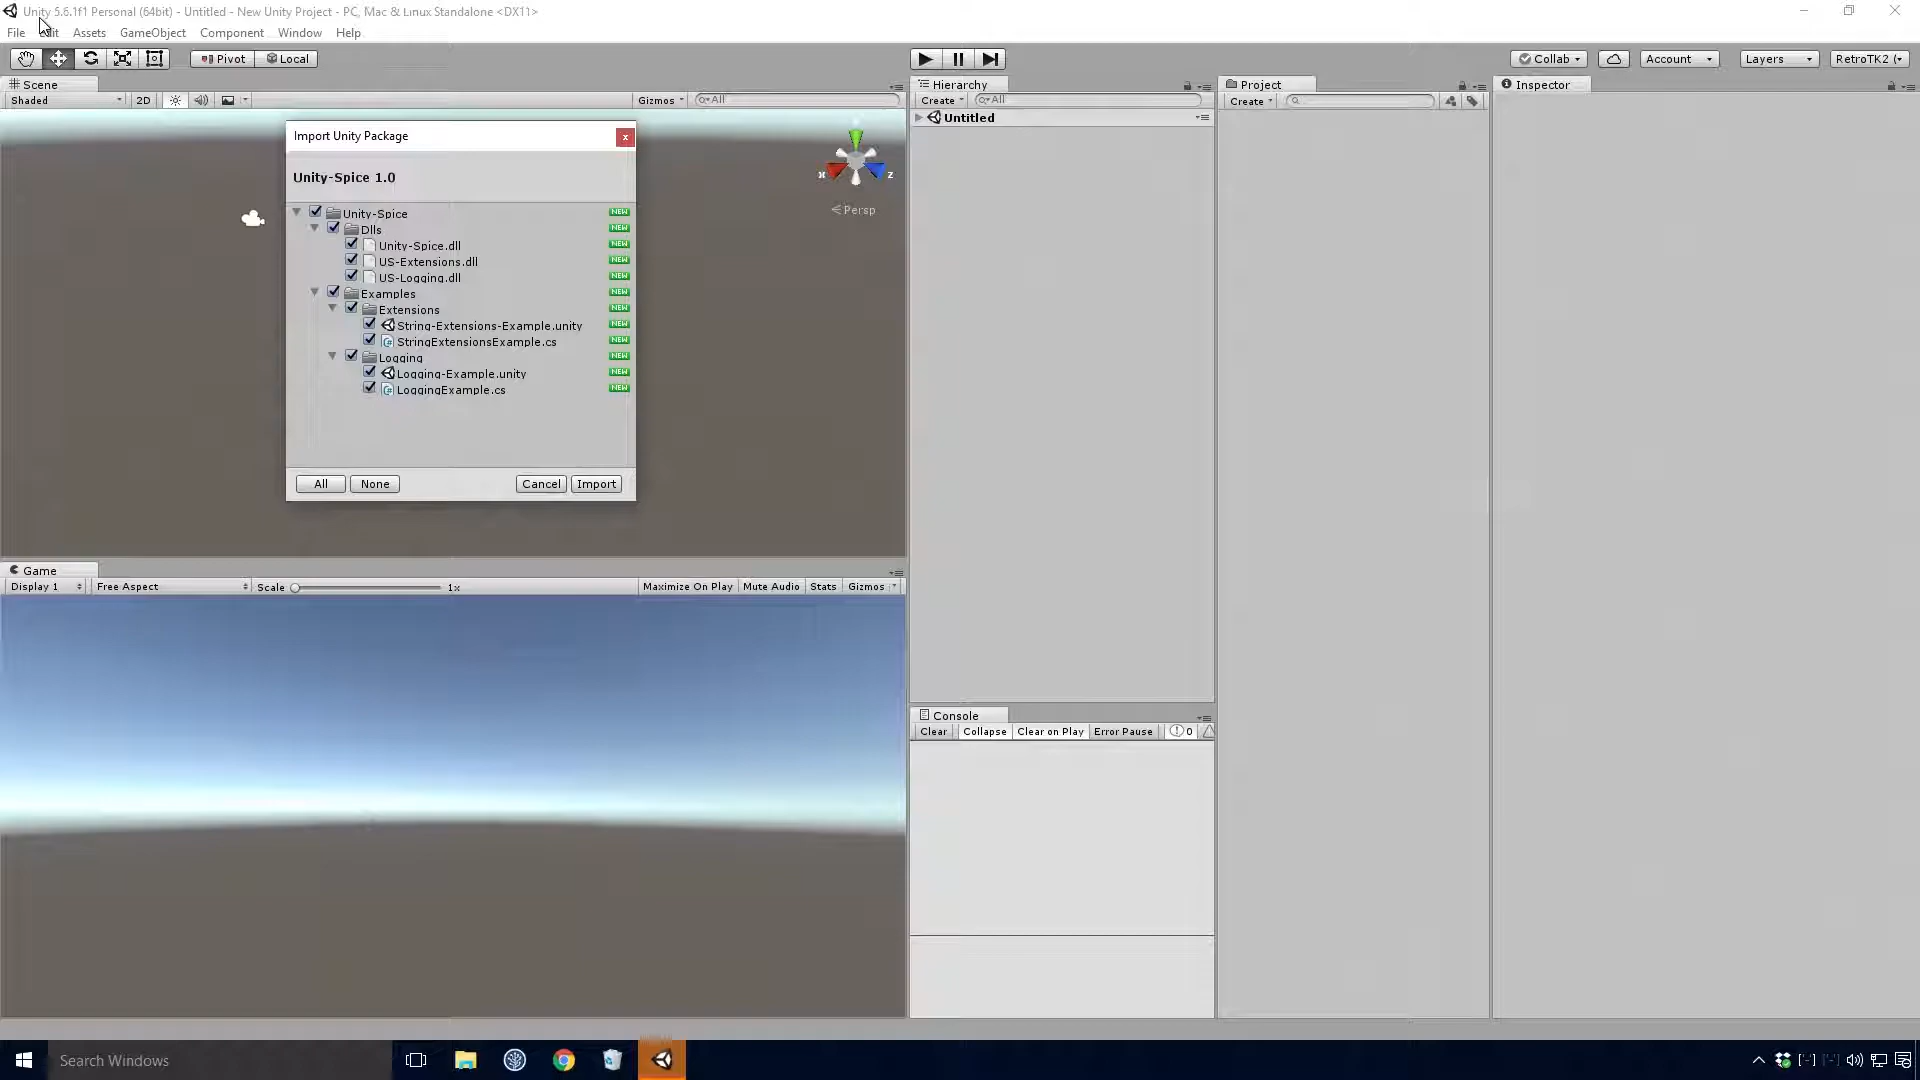 Unity 5.6.1f1 Personal (64bit) - Untitled - New Unity Project - PC, Mac & Linux Standalone <DX11>
File Assets GameObject Component Window Help
Pivot Local
Collab Account Layers RetroTK2 (
Scene
Shaded 2D Gizmos All
Import Unity Package
Unity-Spice 1.0
Unity-Spice NEW
Dlls NEW
Unity-Spice.dll NEW
US-Extensions.dll NEW
US-Logging.dll NEW
Examples NEW
Extensions NEW
String-Extensions-Example.unity NEW
StringExtensionsExample.cs NEW
Logging NEW
Logging-Example.unity NEW
LoggingExample.cs NEW
All None Cancel Import
x z
Persp
Hierarchy
Create All
Untitled
Project
Create
Inspector
Game
Display 1 Free Aspect Scale 1x Maximize On Play Mute Audio Stats Gizmos
Console
Clear Collapse Clear on Play Error Pause 0
Search Windows